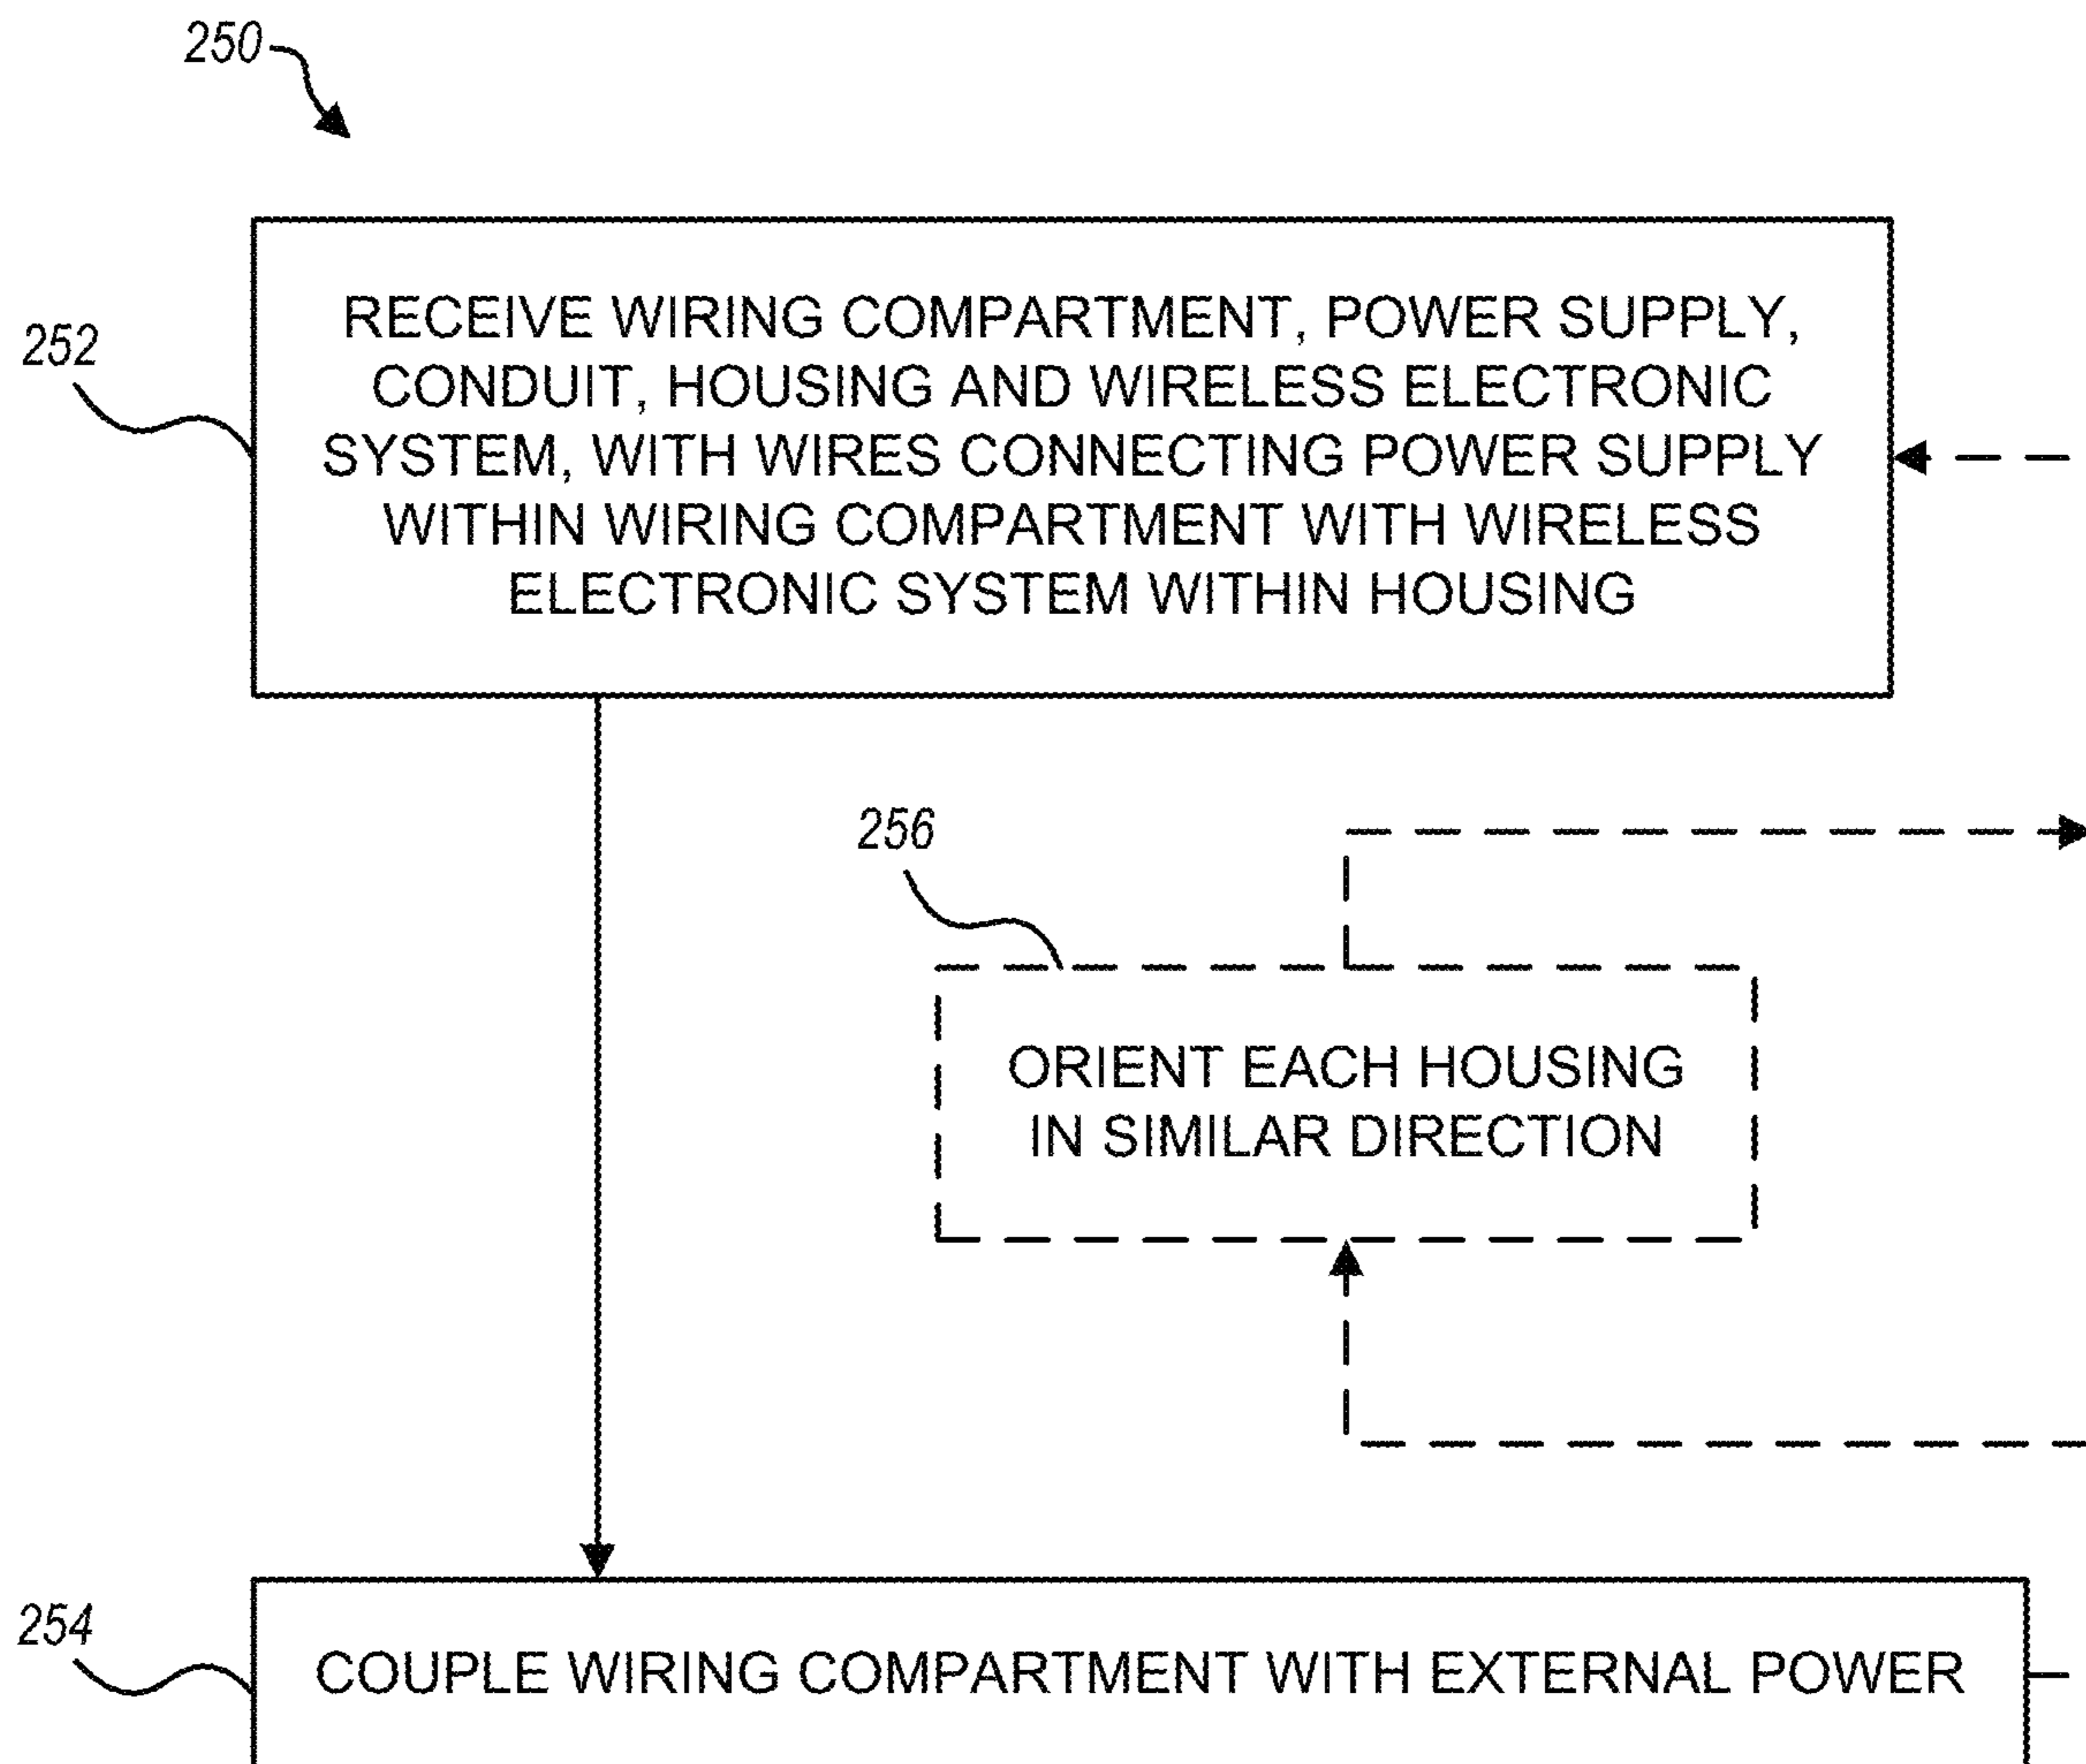 250
252
RECEIVE WIRING COMPARTMENT, POWER SUPPLY,
CONDUIT, HOUSING AND WIRELESS ELECTRONIC
SYSTEM, WITH WIRES CONNECTING POWER SUPPLY
WITHIN WIRING COMPARTMENT WITH WIRELESS
ELECTRONIC SYSTEM WITHIN HOUSING
256
ORIENT EACH HOUSING
IN SIMILAR DIRECTION
254
COUPLE WIRING COMPARTMENT WITH EXTERNAL POWER